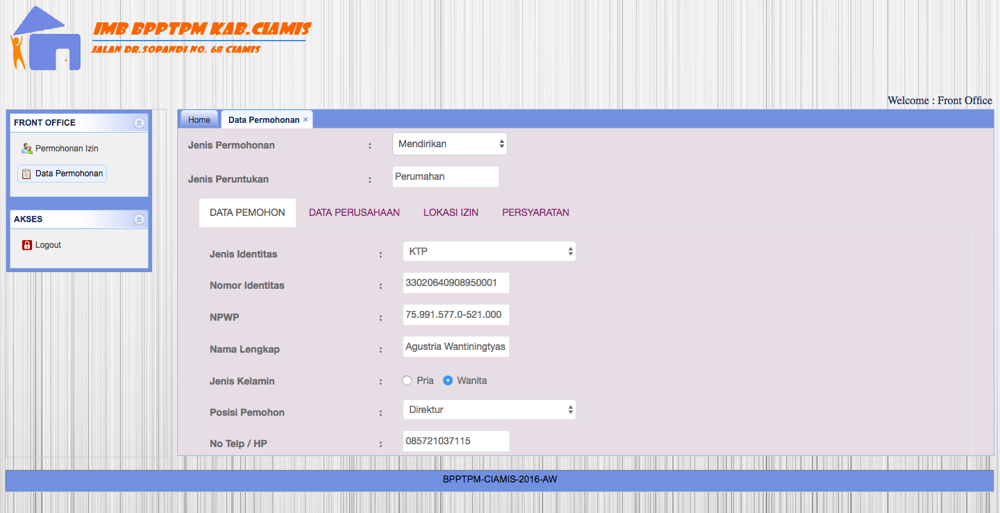 IMB BPPTPM KAB.CIAMIS
JALAN DR.SOPANDI NO. 68 CIAMIS
Welcome : Front Office
FRONT OFFICE
Permohonan Izin
Data Permohonan
AKSES
Logout
Home
Data Permohonan ×
Jenis Permohonan : Mendirikan
Jenis Peruntukan : Perumahan
DATA PEMOHON DATA PERUSAHAAN LOKASI IZIN PERSYARATAN
Jenis Identitas : KTP
Nomor Identitas : 33020640908950001
NPWP : 75.991.577.0-521.000
Nama Lengkap : Agustria Wantiningtyas
Jenis Kelamin : Pria Wanita
Posisi Pemohon : Direktur
No Telp / HP : 085721037115
BPPTPM-CIAMIS-2016-AW